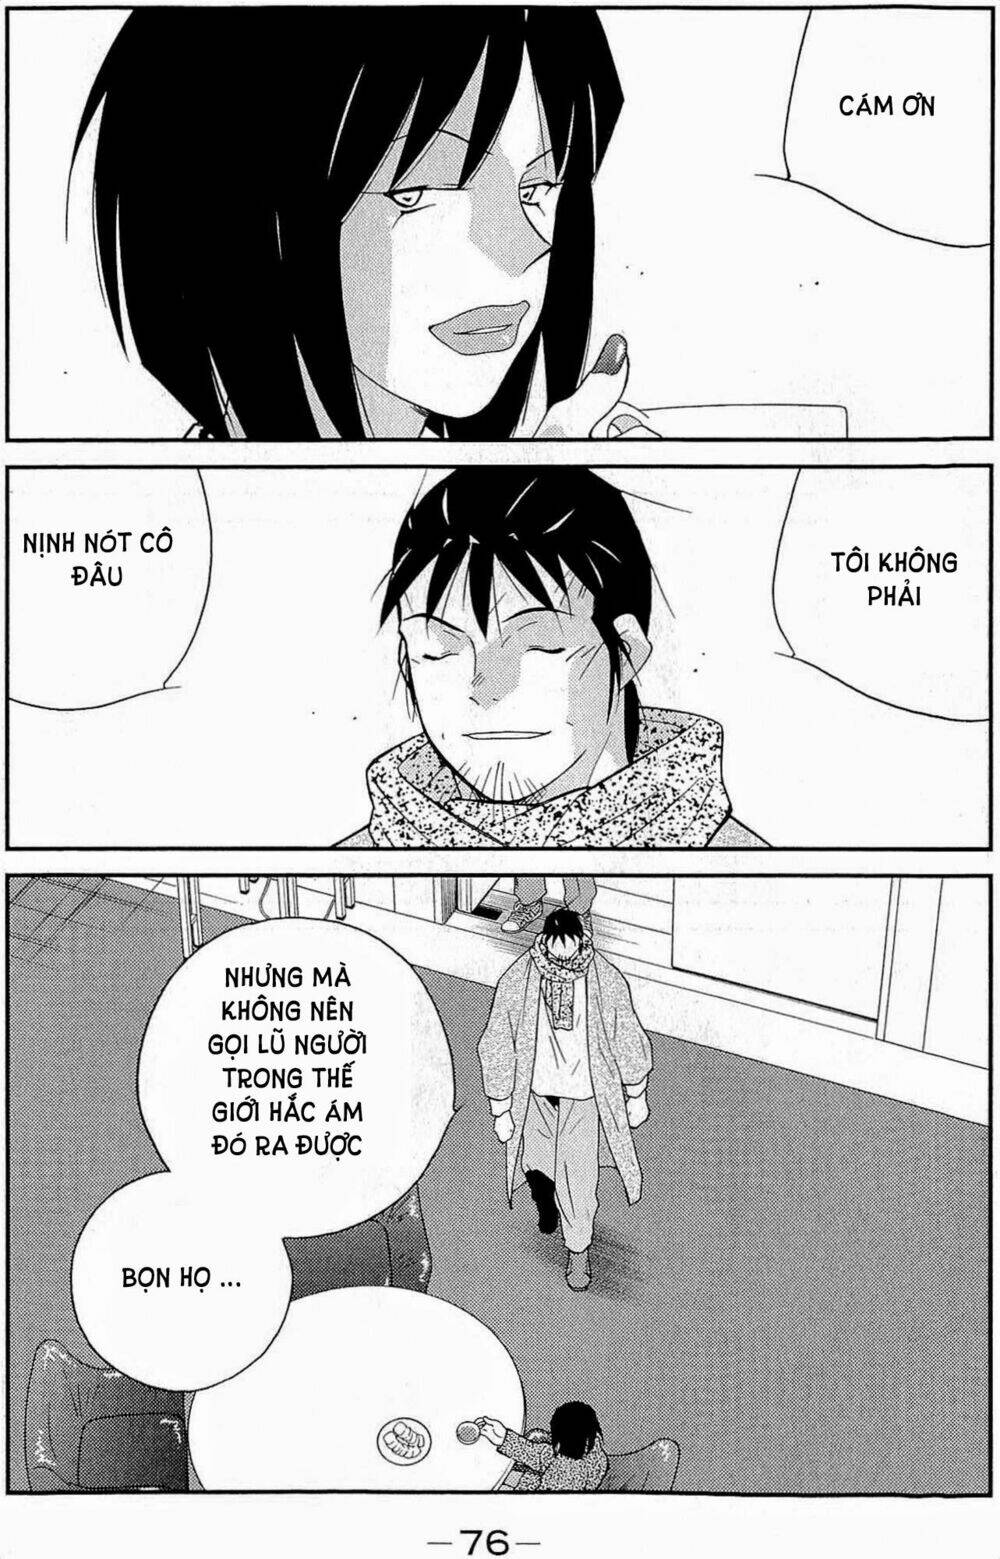 CÁM ƠN
TÔI KHÔNG
PHẢI
NỊNH NÓT CÔ
ĐÂU
NHƯNG MÀ
KHÔNG NÊN
GỌI LŨ NGƯỜI
TRONG THẾ
GIỚI HẮC ÁM
ĐÓ RA ĐƯỢC
BỌN HỌ ...
-76-